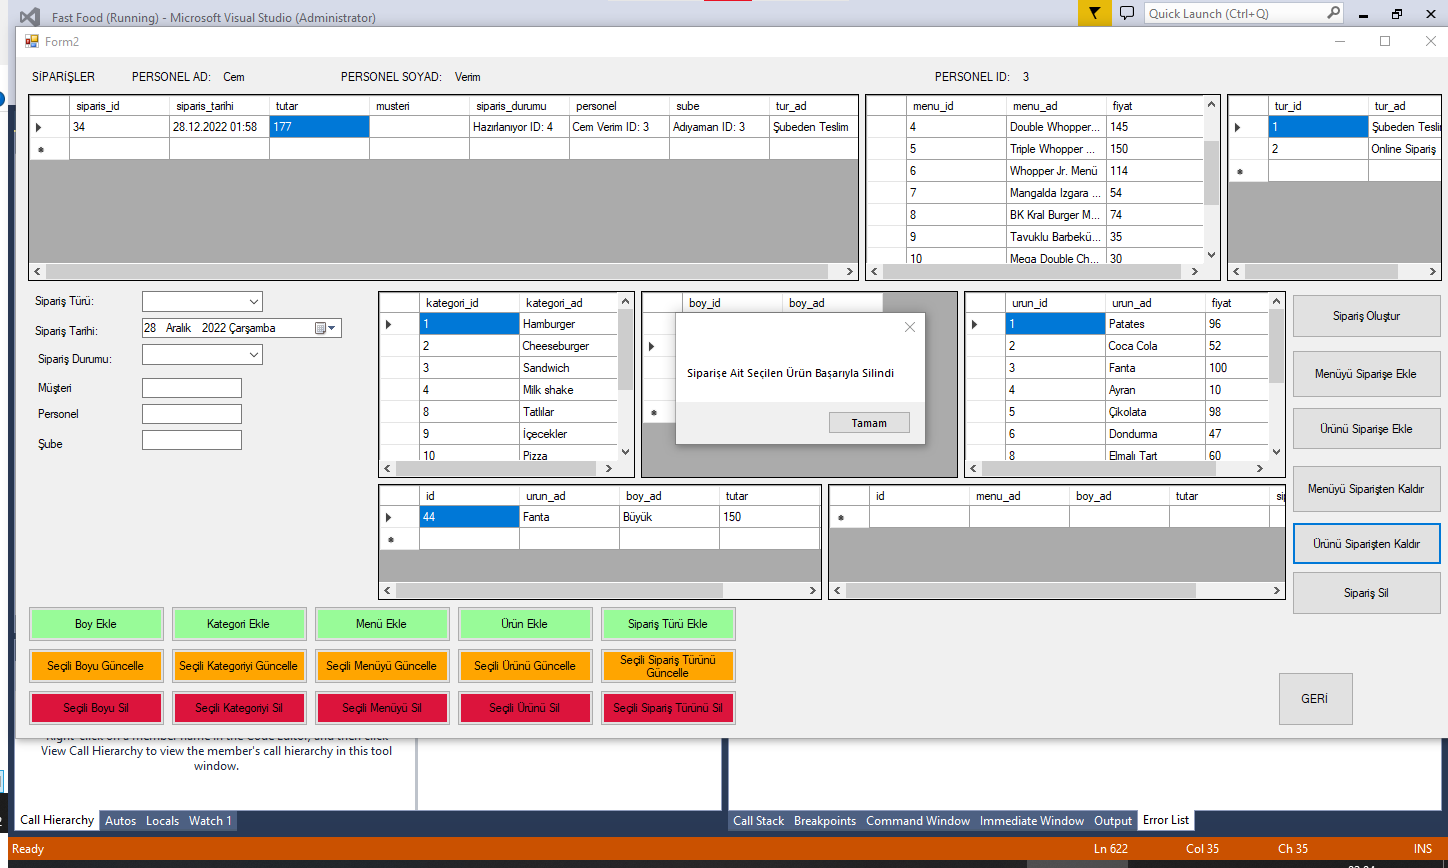 Fast Food (Running) - Microsoft Visual Studio (Administrator)
Quick Launch (Ctrl+Q)
Form2
SİPARİŞLER PERSONEL AD: Cem PERSONEL SOYAD: Verim PERSONEL ID: 3
siparis_id siparis_tarihi tutar musteri siparis_durumu personel sube tur_ad
34 28.12.2022 01:58 177 Hazırlanıyor ID: 4 Cem Verim ID: 3 Adıyaman ID: 3 Şubeden Teslim
menu_id menu_ad fiyat
4 Double Whopper... 145
5 Triple Whopper ... 150
6 Whopper Jr. Menü 114
7 Mangalda Izgara ... 54
8 BK Kral Burger M... 74
9 Tavuklu Barbekü... 35
10 Mega Double Ch... 30
tur_id tur_ad
1 Şubeden Teslim
2 Online Sipariş
Sipariş Türü:
Sipariş Tarihi: 28 Aralık 2022 Çarşamba
Sipariş Durumu:
Müşteri
Personel
Şube
kategori_id kategori_ad
1 Hamburger
2 Cheeseburger
3 Sandwich
4 Milk shake
8 Tatlılar
9 İçecekler
10 Pizza
boy_id boy_ad
Siparişe Ait Seçilen Ürün Başarıyla Silindi
Tamam
urun_id urun_ad fiyat
1 Patates 96
2 Coca Cola 52
3 Fanta 100
4 Ayran 10
5 Çikolata 98
6 Dondurma 47
8 Elmalı Tart 60
Sipariş Oluştur
Menüyü Siparişe Ekle
Ürünü Siparişe Ekle
Menüyü Siparişten Kaldır
Ürünü Siparişten Kaldır
Sipariş Sil
id urun_ad boy_ad tutar
44 Fanta Büyük 150
id menu_ad boy_ad tutar si
Boy Ekle Kategori Ekle Menü Ekle Ürün Ekle Sipariş Türü Ekle
Seçili Boyu Güncelle Seçili Kategoriyi Güncelle Seçili Menüyü Güncelle Seçili Ürünü Güncelle Seçili Sipariş Türünü
Güncelle
Seçili Boyu Sil Seçili Kategoriyi Sil Seçili Menüyü Sil Seçili Ürünü Sil Seçili Sipariş Türünü Sil
GERİ
Right-click on a member name in the Code Editor, and then click
View Call Hierarchy to view the member's call hierarchy in this tool
window.
Call Hierarchy Autos Locals Watch 1
Call Stack Breakpoints Command Window Immediate Window Output Error List
Ready Ln 622 Col 35 Ch 35 INS